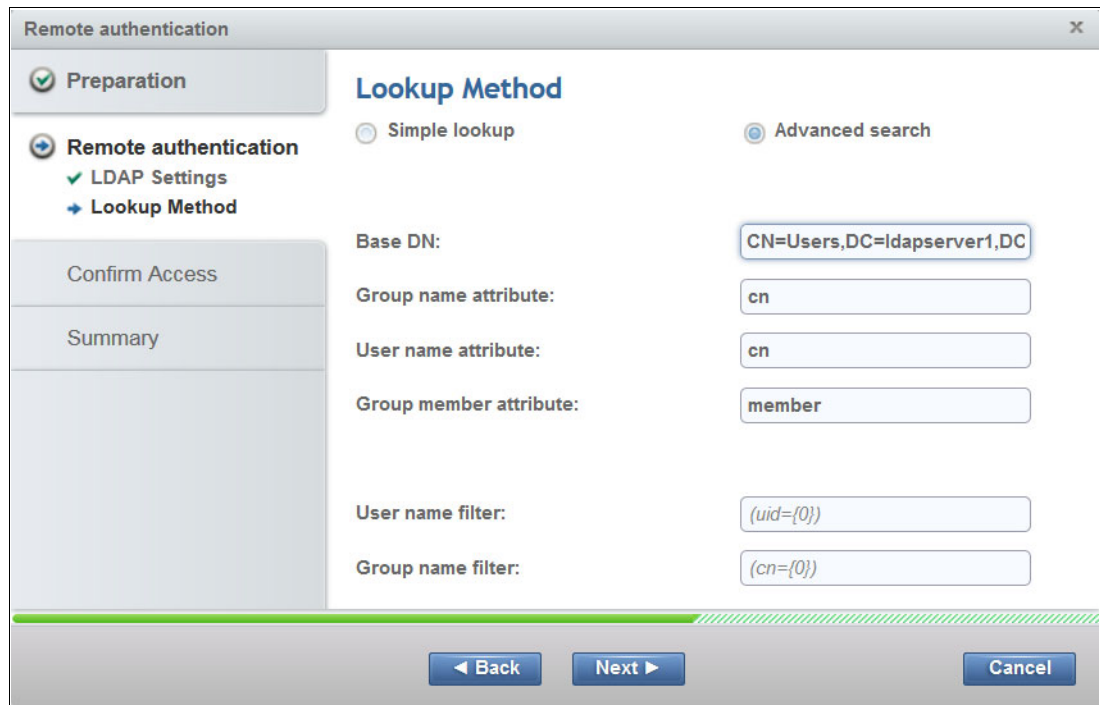 Remote authentication
x
Preparation
Remote authentication
LDAP Settings
Lookup Method
Confirm Access
Summary
Lookup Method
Simple lookup
Advanced search
Base DN:
CN=Users,DC=ldapserver1,DC
Group name attribute:
cn
User name attribute:
cn
Group member attribute:
member
User name filter:
(uid={0})
Group name filter:
(cn={0})
Back
Next
Cancel